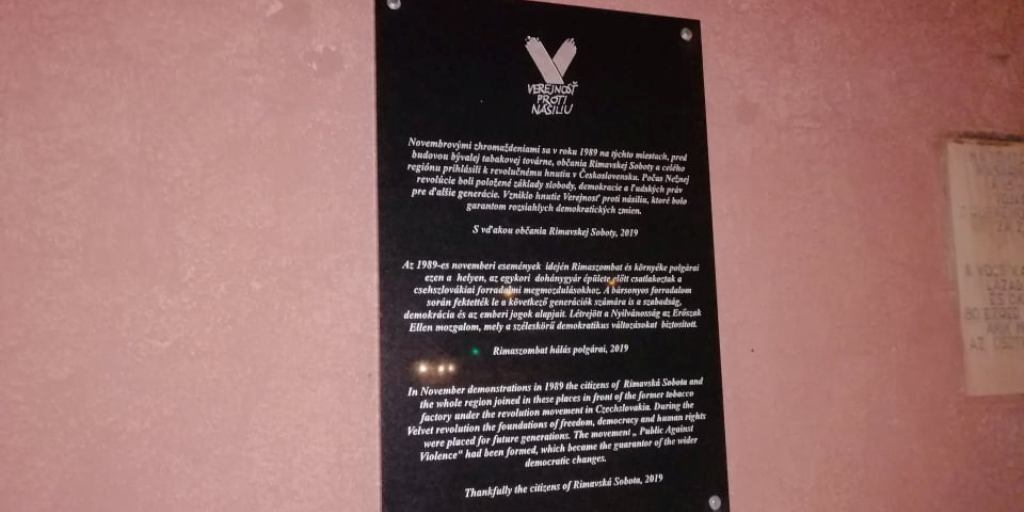 VEREJNOSŤ
PROTI
NÁSILIU
Novembrovými zhromaždeniami sa v roku 1989 na týchto miestach, pred
budovou bývalej tabakovej továrne, občania Rimavskej Soboty a celého
regiónu prihlásili k revolučnému hnutia v Československu. Počas Nežnej
revolúcie boli položené základy slobody, demokracie a ľudských práv
pre ďalšie generácie. Vzniklo hnutie Verejnosť proti násilia, ktoré bolo
garantom rozsiahlych demokratických zmien.
S vďakou občania Rimavskej Soboty, 2019
Az 1989-es novemberi események idején Rimaszombat és környéke polgárai
ezen a helyen, az egykori dohánygyár épülete előtt csatlakoztak a
csehszlovákiai forradalmi megmozdulásokhoz. A bársonyos forradalom
során fektették le a következő generációk számára is a szabadság,
demokrácia és az emberi jogok alapjait. Létrejött a Nyilvánosság az Erőszak
Ellen mozgalom, mely a széleskörű demokratikus változásokat biztosított.
Rimaszombat hálás polgárai, 2019
In November demonstrations in 1989 the citizens of Rimavská Sobota and
the whole region joined in these places in front of the former tobacco
factory under the revolution movement in Czechslovakia. During the
Velvet revolution the foundations of freedom, democracy and human rights
were placed for future generations. The movement „ Public Against
Violence" had been formed, which became the guarantor of the wider
democratic changes.
Thankfully the citizens of Rimavská Sobota, 2019
A
AZ